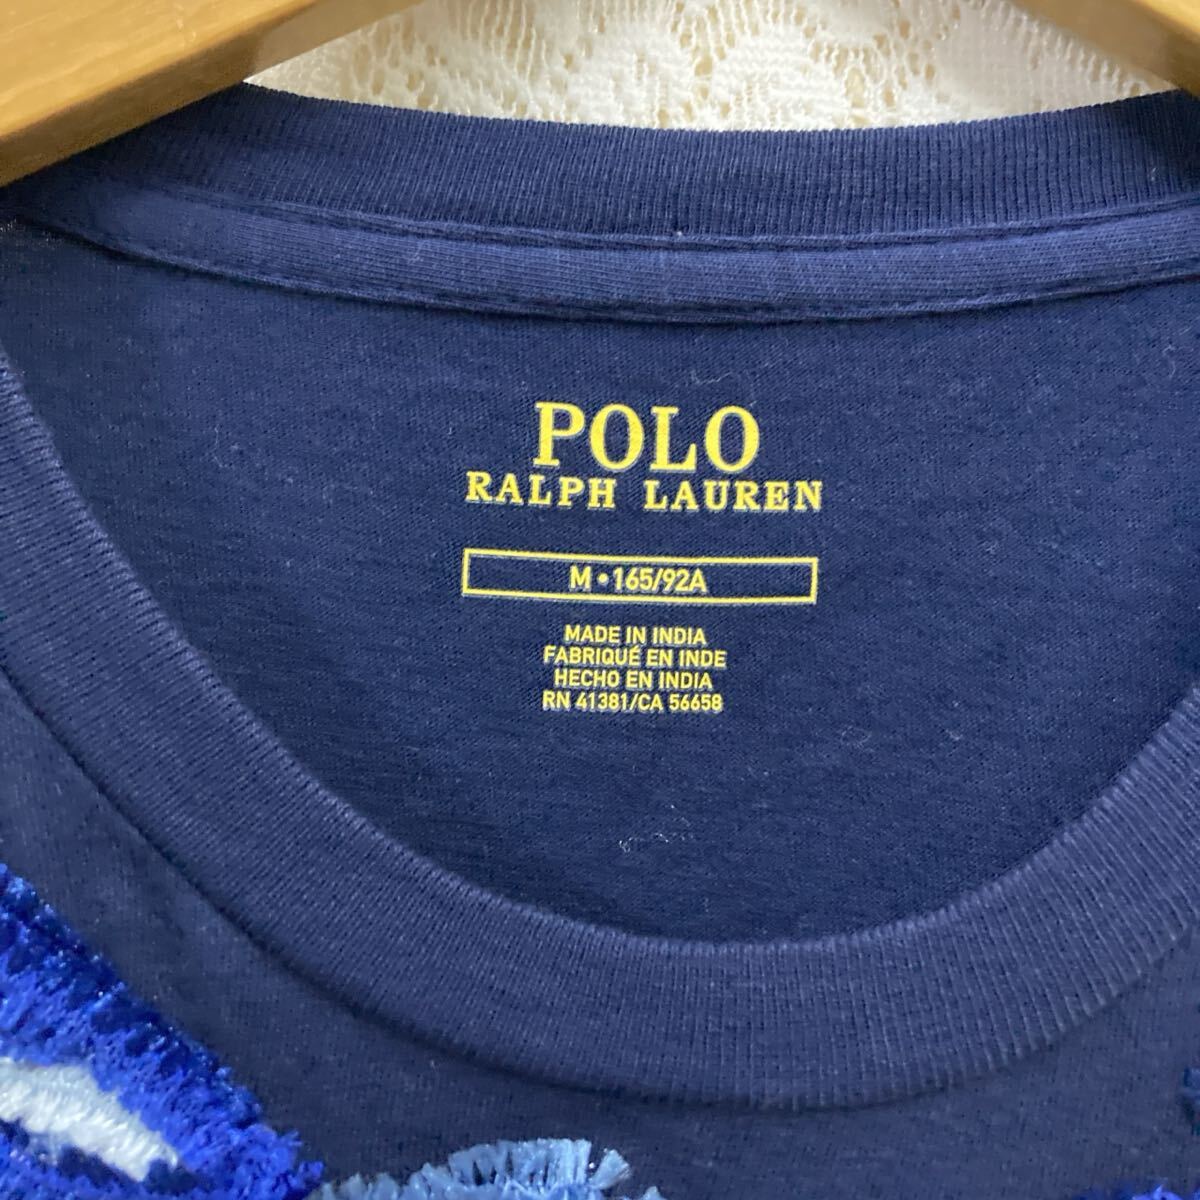 POLO
RALPH LAUREN
M•165/92A
MADE IN INDIA
FABRIQUÉ EN INDE
HECHO EN INDIA
RN 41381/CA 56658